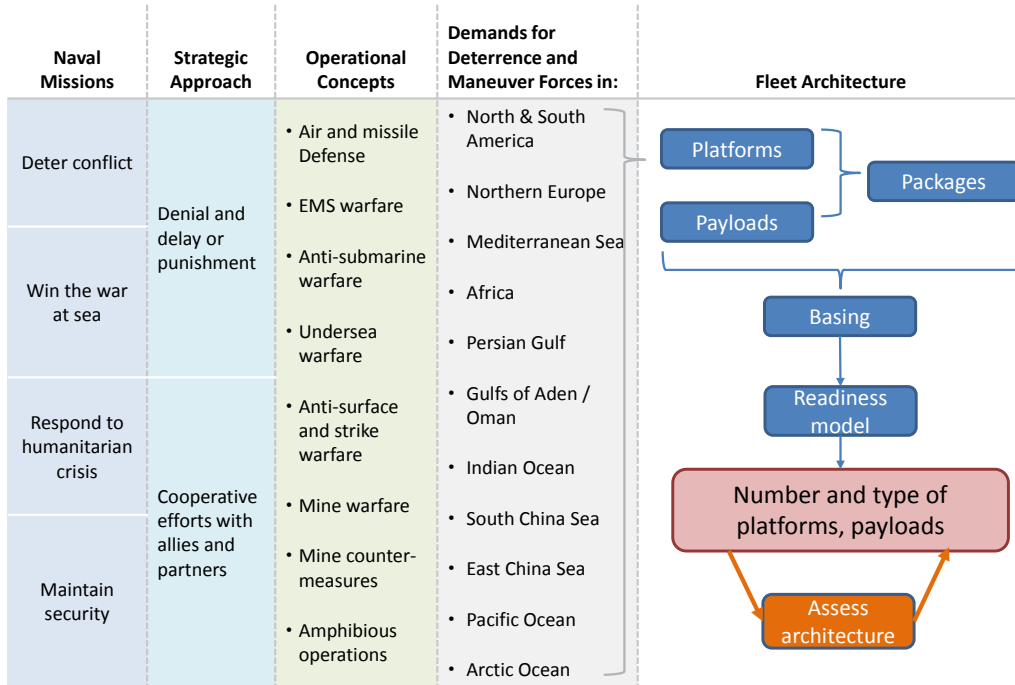 Naval
Missions
Strategic
Approach
Operational
Concepts
Demands for
Deterrence and
Maneuver Forces in:
Fleet Architecture
Deter conflict
Win the war
at sea
Respond to
humanitarian
crisis
Maintain
security
Denial and
delay or
punishment
Cooperative
efforts with
allies and
partners
• Air and missile
Defense
• EMS warfare
• Anti-submarine
warfare
• Undersea
warfare
• Anti-surface
and strike
warfare
• Mine warfare
• Mine counter-
measures
• Amphibious
operations
• North & South
America
• Northern Europe
• Mediterranean Sea
• Africa
• Persian Gulf
• Gulfs of Aden /
Oman
• Indian Ocean
• South China Sea
• East China Sea
• Pacific Ocean
• Arctic Ocean
Platforms
Payloads
Packages
Basing
Readiness
model
Number and type of
platforms, payloads
Assess
architecture